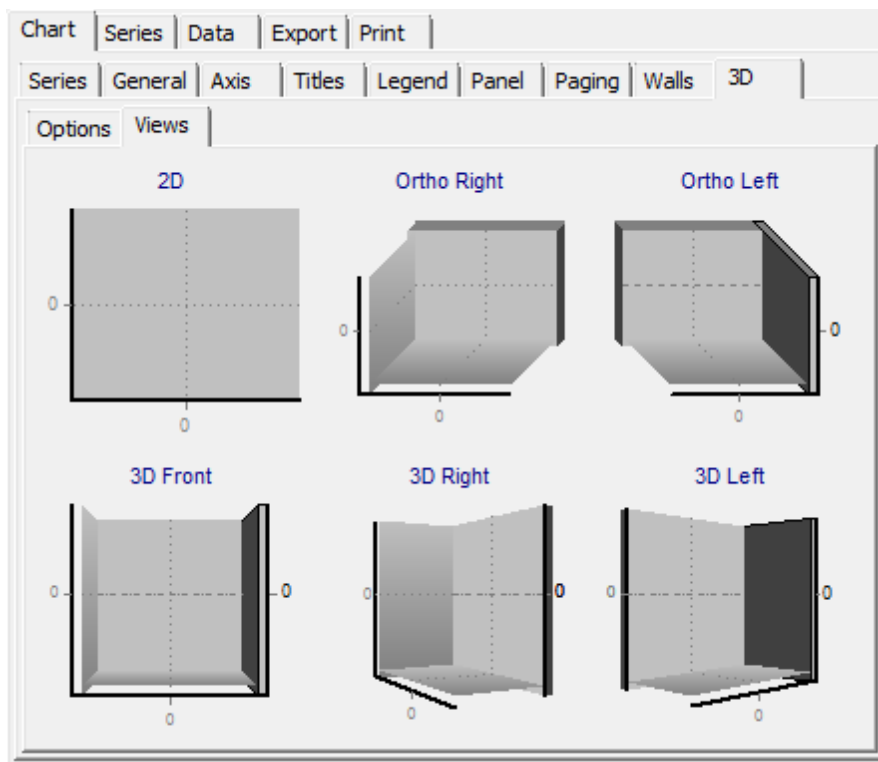 Chart Series Data Export Print
Series General Axis Titles Legend Panel Paging Walls 3D
Options Views
2D Ortho Right Ortho Left
0 0 0
0 0 0
3D Front 3D Right 3D Left
0 0 0 0 0 0
0 0 0